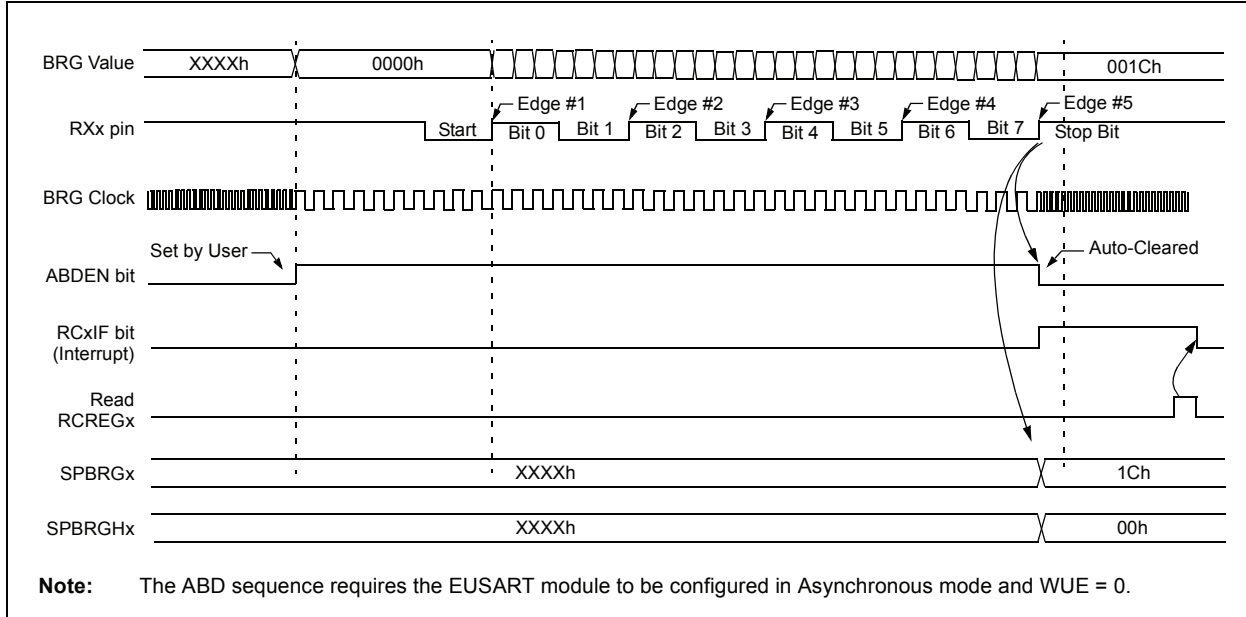 BRG Value XXXXh 0000h 001Ch
Edge #1 Edge #2 Edge #3 Edge #4 Edge #5
RXx pin Start Bit 0 Bit 1 Bit 2 Bit 3 Bit 4 Bit 5 Bit 6 Bit 7 Stop Bit
BRG Clock
Set by User Auto-Cleared
ABDEN bit
RCxIF bit
(Interrupt)
Read
RCREGx
SPBRGx XXXXh 1Ch
SPBRGHx XXXXh 00h
Note: The ABD sequence requires the EUSART module to be configured in Asynchronous mode and WUE = 0.